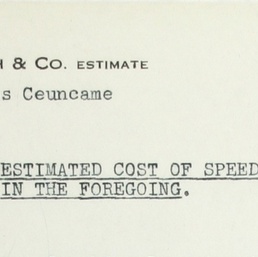 & Co. ESTIMATE
s Ceuncame
ESTIMATED COST OF SPEED
IN THE FOREGOING.